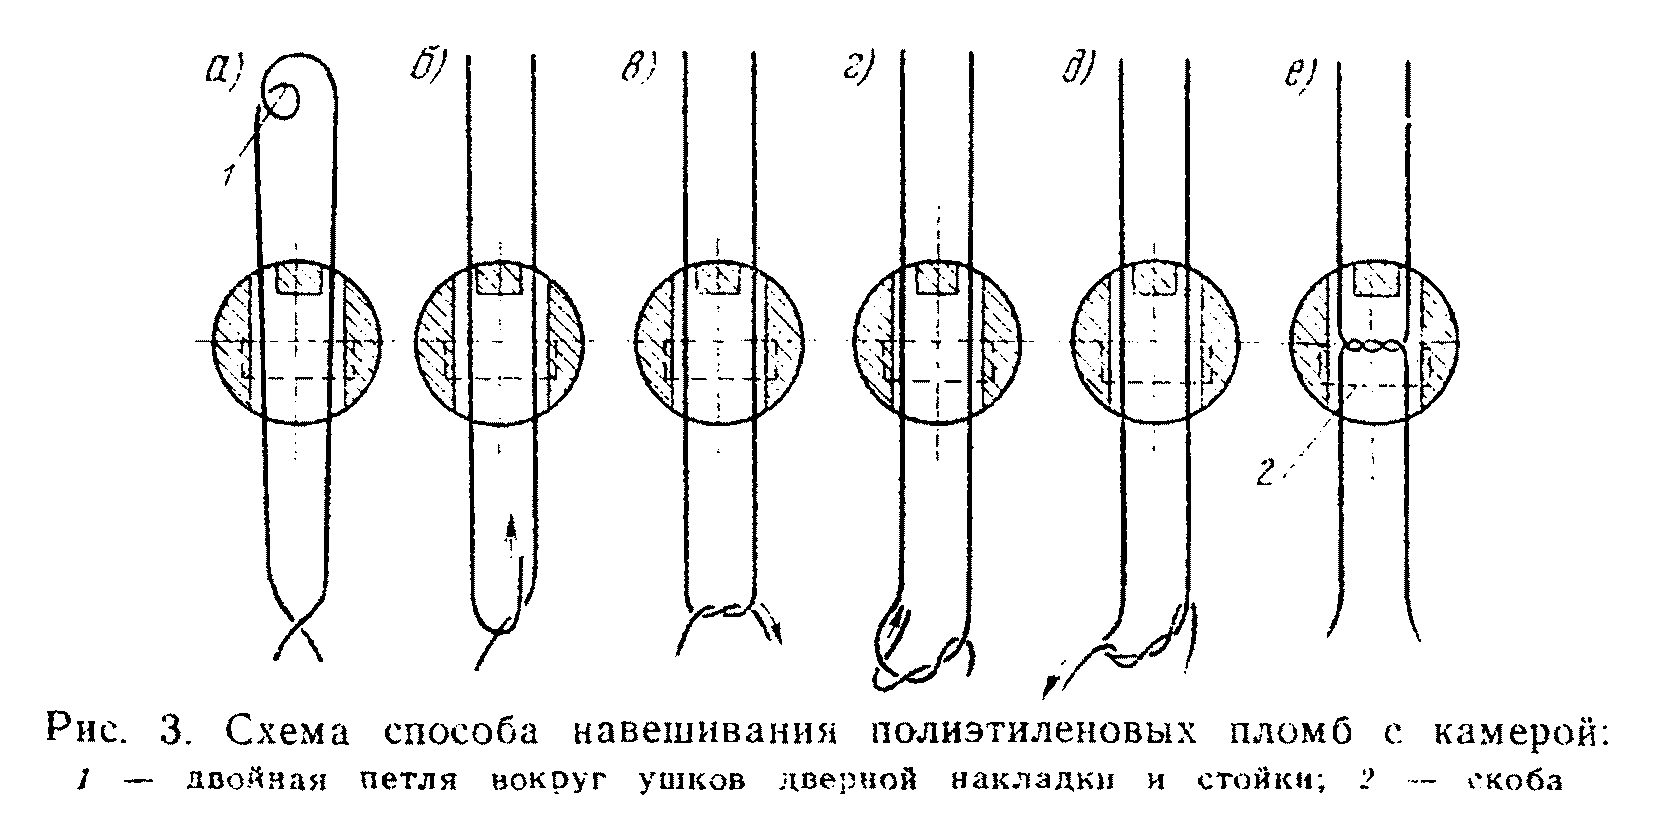 а) б) в) г) д) е)
1
2
Рис. 3. Схема способа навешивания полиэтиленовых пломб с камерой:
1 — двойная петля вокруг ушков дверной накладки и стойки; 2 — скоба